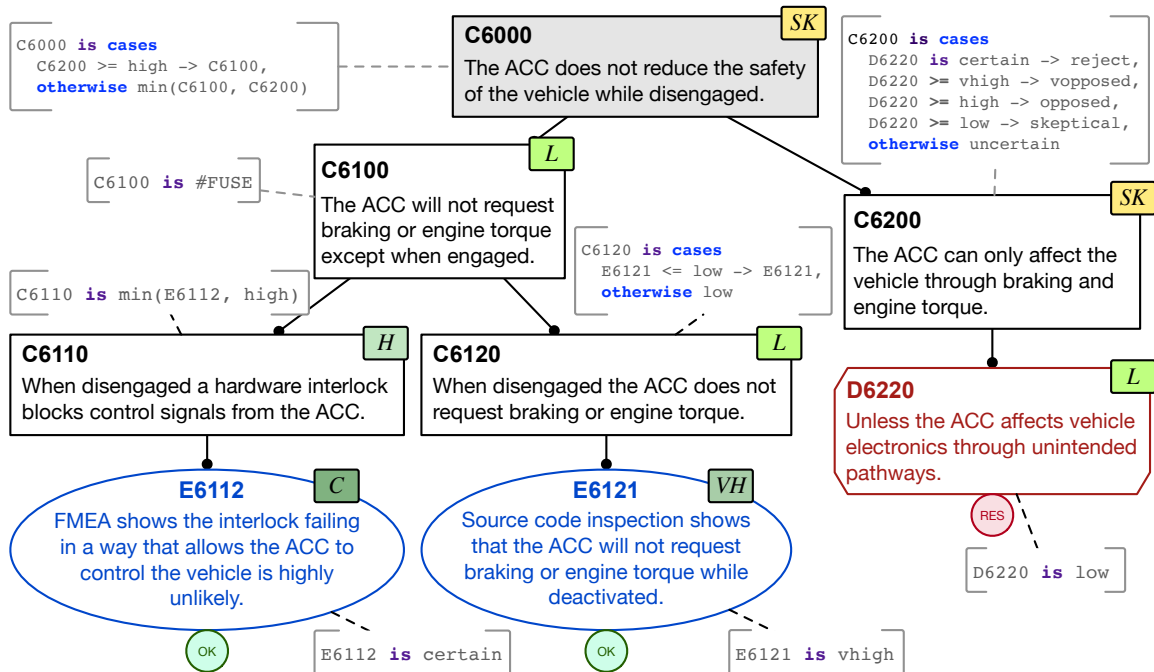 C6000 is cases
C6200 >= high -> C6100,
otherwise min(C6100, C6200)
C6000
SK
The ACC does not reduce the safety
of the vehicle while disengaged.
C6200 is cases
D6220 is certain -> reject,
D6220 >= vhigh -> vopposed,
D6220 >= high -> opposed,
D6220 >= low -> skeptical,
otherwise uncertain
C6100 is #FUSE
C6100
L
The ACC will not request
braking or engine torque
except when engaged.
C6200
SK
The ACC can only affect the
vehicle through braking and
engine torque.
C6120 is cases
E6121 <= low -> E6121,
otherwise low
C6110 is min(E6112, high)
C6110
H
When disengaged a hardware interlock
blocks control signals from the ACC.
C6120
L
When disengaged the ACC does not
request braking or engine torque.
D6220
L
Unless the ACC affects vehicle
electronics through unintended
pathways.
RES
D6220 is low
E6112
C
FMEA shows the interlock failing
in a way that allows the ACC to
control the vehicle is highly
unlikely.
OK
E6112 is certain
E6121
VH
Source code inspection shows
that the ACC will not request
braking or engine torque while
deactivated.
OK
E6121 is vhigh